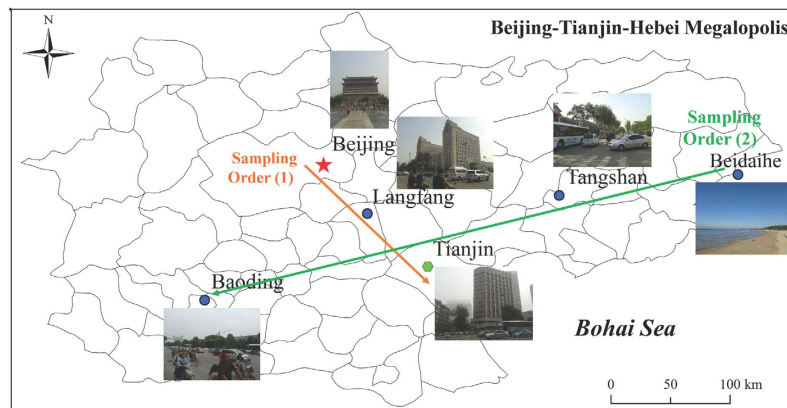 N
Beijing-Tianjin-Hebei Megalopolis
Beijing
Sampling
Order (1)
Sampling
Order (2)
Beidaihe
Tangshan
Langfang
Tianjin
Baoding
Bohai Sea
0 50 100 km